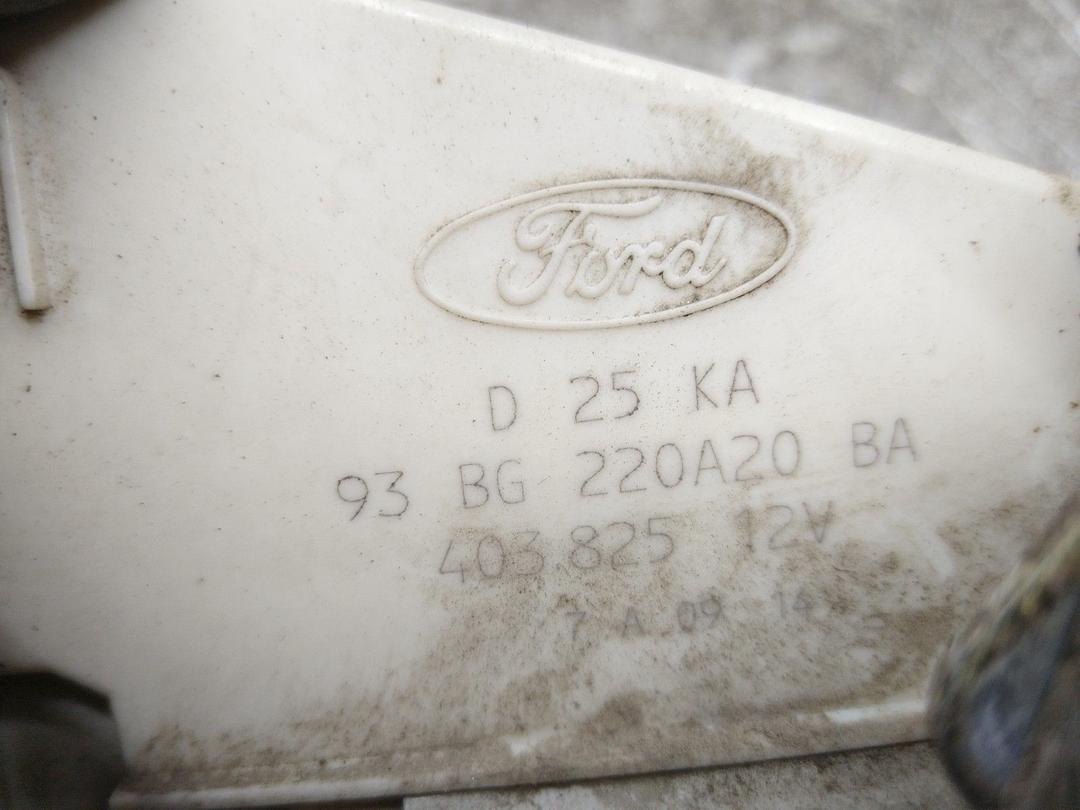 Ford
D 25 KA
93 BG 220A20 BA
403 825 12V
7 A 09 14